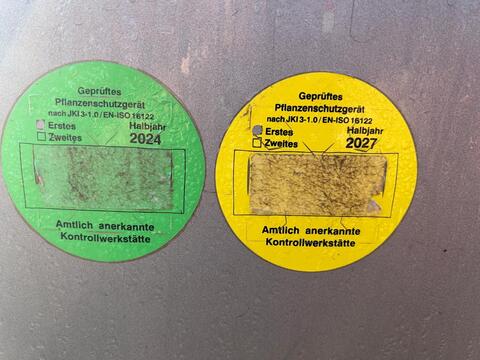 Geprüftes
Pflanzenschutzgerät
nach JKI 3-1.0/EN-ISO 16122
Erstes Halbjahr
Zweites 2024
Amtlich anerkannte
Kontrollwerkstätte
Geprüftes
Pflanzenschutzgerät
nach JKI 3-1.0/EN-ISO 16122
Erstes Halbjahr
Zweites 2027
Amtlich anerkannte
Kontrollwerkstätte